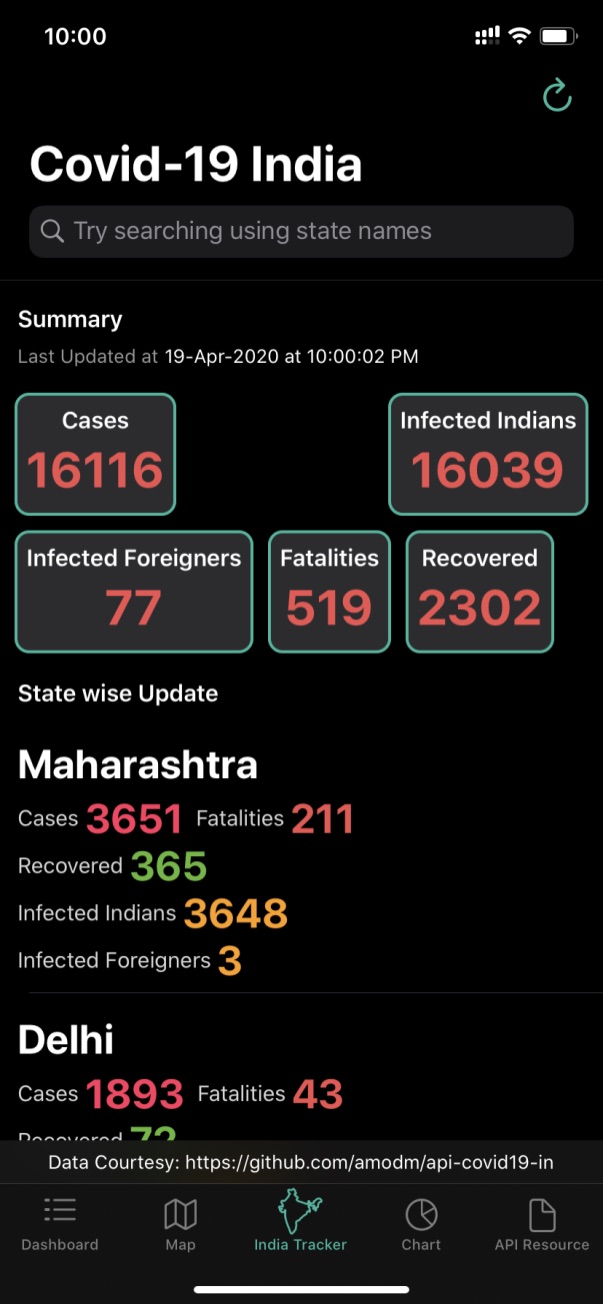 10:00
Covid-19 India
Try searching using state names
Summary
Last Updated at 19-Apr-2020 at 10:00:02 PM
Cases Infected Indians
16116 16039
Infected Foreigners Fatalities Recovered
77 519 2302
State wise Update
Maharashtra
Cases 3651 Fatalities 211
Recovered 365
Infected Indians 3648
Infected Foreigners 3
Delhi
Cases 1893 Fatalities 43
Recovered 72
Data Courtesy: https://github.com/amodm/api-covid19-in
Dashboard Map India Tracker Chart API Resource